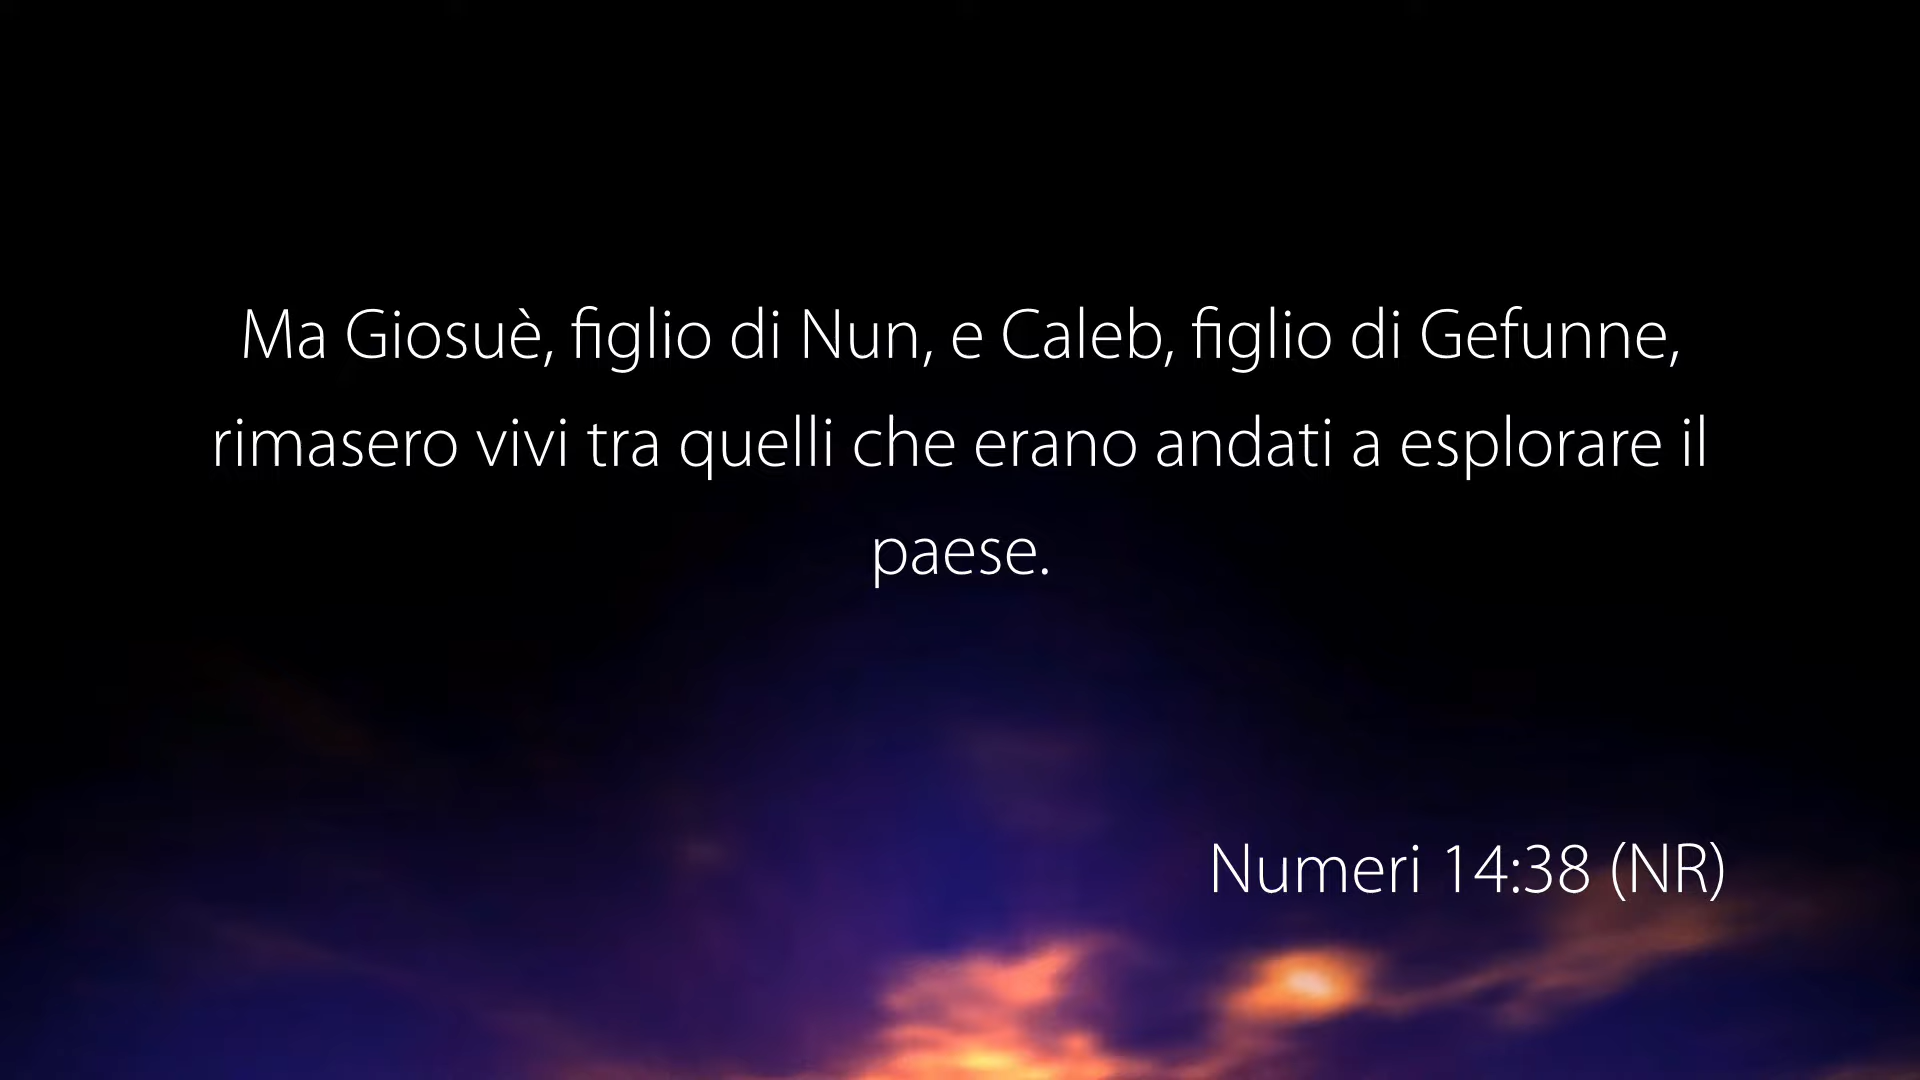 Ma Giosuè, figlio di Nun, e Caleb, figlio di Gefunne,
rimasero vivi tra quelli che erano andati a esplorare il
paese.
Numeri 14:38 (NR)